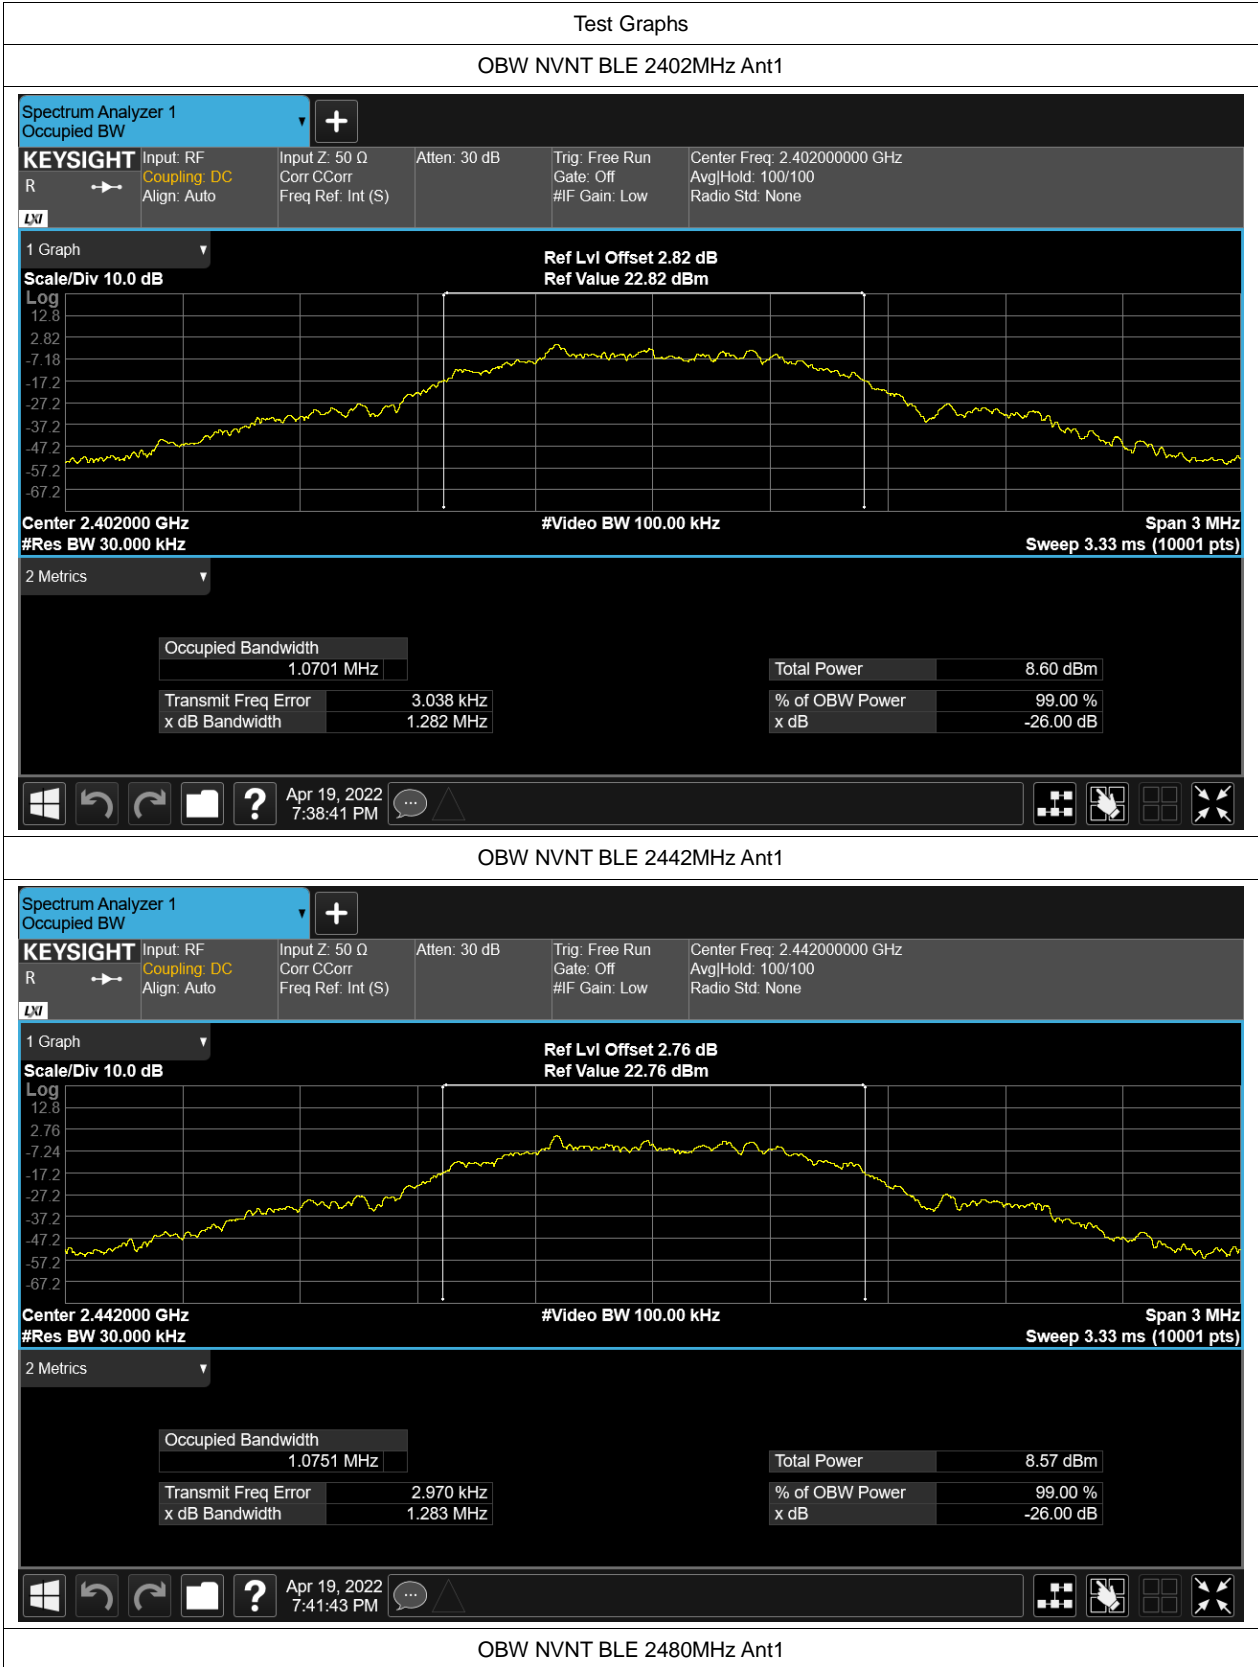 Test Graphs
OBW NVNT BLE 2402MHz Ant1
Spectrum Analyzer 1
Occupied BW
KEYSIGHT Input: RF Input Z: 50 Ω Atten: 30 dB Trig: Free Run Center Freq: 2.402000000 GHz
R Coupling: DC Corr CCorr Gate: Off Avg|Hold: 100/100
Align: Auto Freq Ref: Int (S) #IF Gain: Low Radio Std: None
LXI
1 Graph
Ref Lvl Offset 2.82 dB
Scale/Div 10.0 dB Ref Value 22.82 dBm
Log
12.8
2.82
-7.18
-17.2
-27.2
-37.2
-47.2
-57.2
-67.2
Center 2.402000 GHz #Video BW 100.00 kHz Span 3 MHz
#Res BW 30.000 kHz Sweep 3.33 ms (10001 pts)
2 Metrics
Occupied Bandwidth
1.0701 MHz Total Power 8.60 dBm
Transmit Freq Error 3.038 kHz % of OBW Power 99.00 %
x dB Bandwidth 1.282 MHz x dB -26.00 dB
Apr 19, 2022
7:38:41 PM
OBW NVNT BLE 2442MHz Ant1
Spectrum Analyzer 1
Occupied BW
KEYSIGHT Input: RF Input Z: 50 Ω Atten: 30 dB Trig: Free Run Center Freq: 2.442000000 GHz
R Coupling: DC Corr CCorr Gate: Off Avg|Hold: 100/100
Align: Auto Freq Ref: Int (S) #IF Gain: Low Radio Std: None
LXI
1 Graph
Ref Lvl Offset 2.76 dB
Scale/Div 10.0 dB Ref Value 22.76 dBm
Log
12.8
2.76
-7.24
-17.2
-27.2
-37.2
-47.2
-57.2
-67.2
Center 2.442000 GHz #Video BW 100.00 kHz Span 3 MHz
#Res BW 30.000 kHz Sweep 3.33 ms (10001 pts)
2 Metrics
Occupied Bandwidth
1.0751 MHz Total Power 8.57 dBm
Transmit Freq Error 2.970 kHz % of OBW Power 99.00 %
x dB Bandwidth 1.283 MHz x dB -26.00 dB
Apr 19, 2022
7:41:43 PM
OBW NVNT BLE 2480MHz Ant1